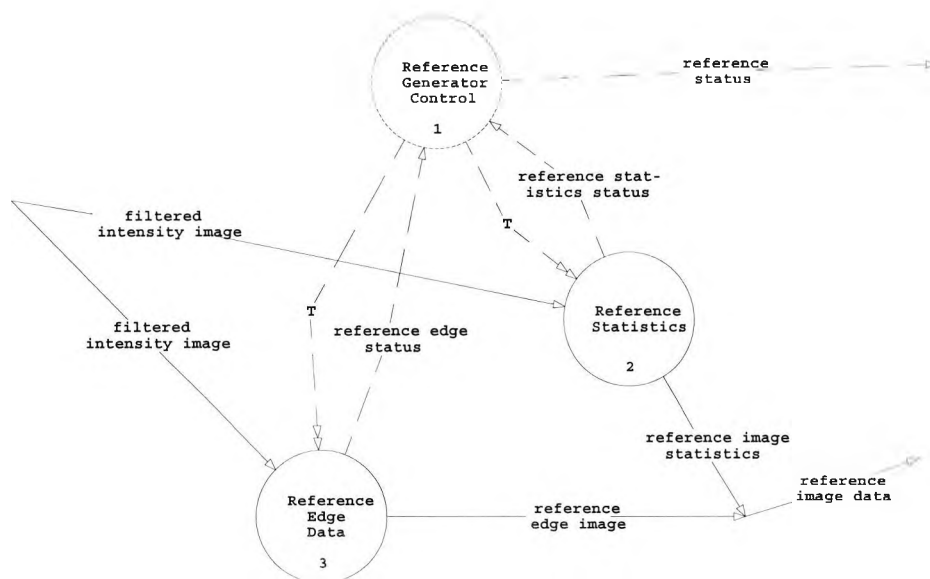 Reference
Generator
Control
1
reference
status
reference stat-
istics status
T
filtered
intensity image
T
reference edge
status
filtered
intensity image
Reference
Statistics
2
reference image
statistics
reference
image data
Reference
Edge
Data
3
reference
edge image